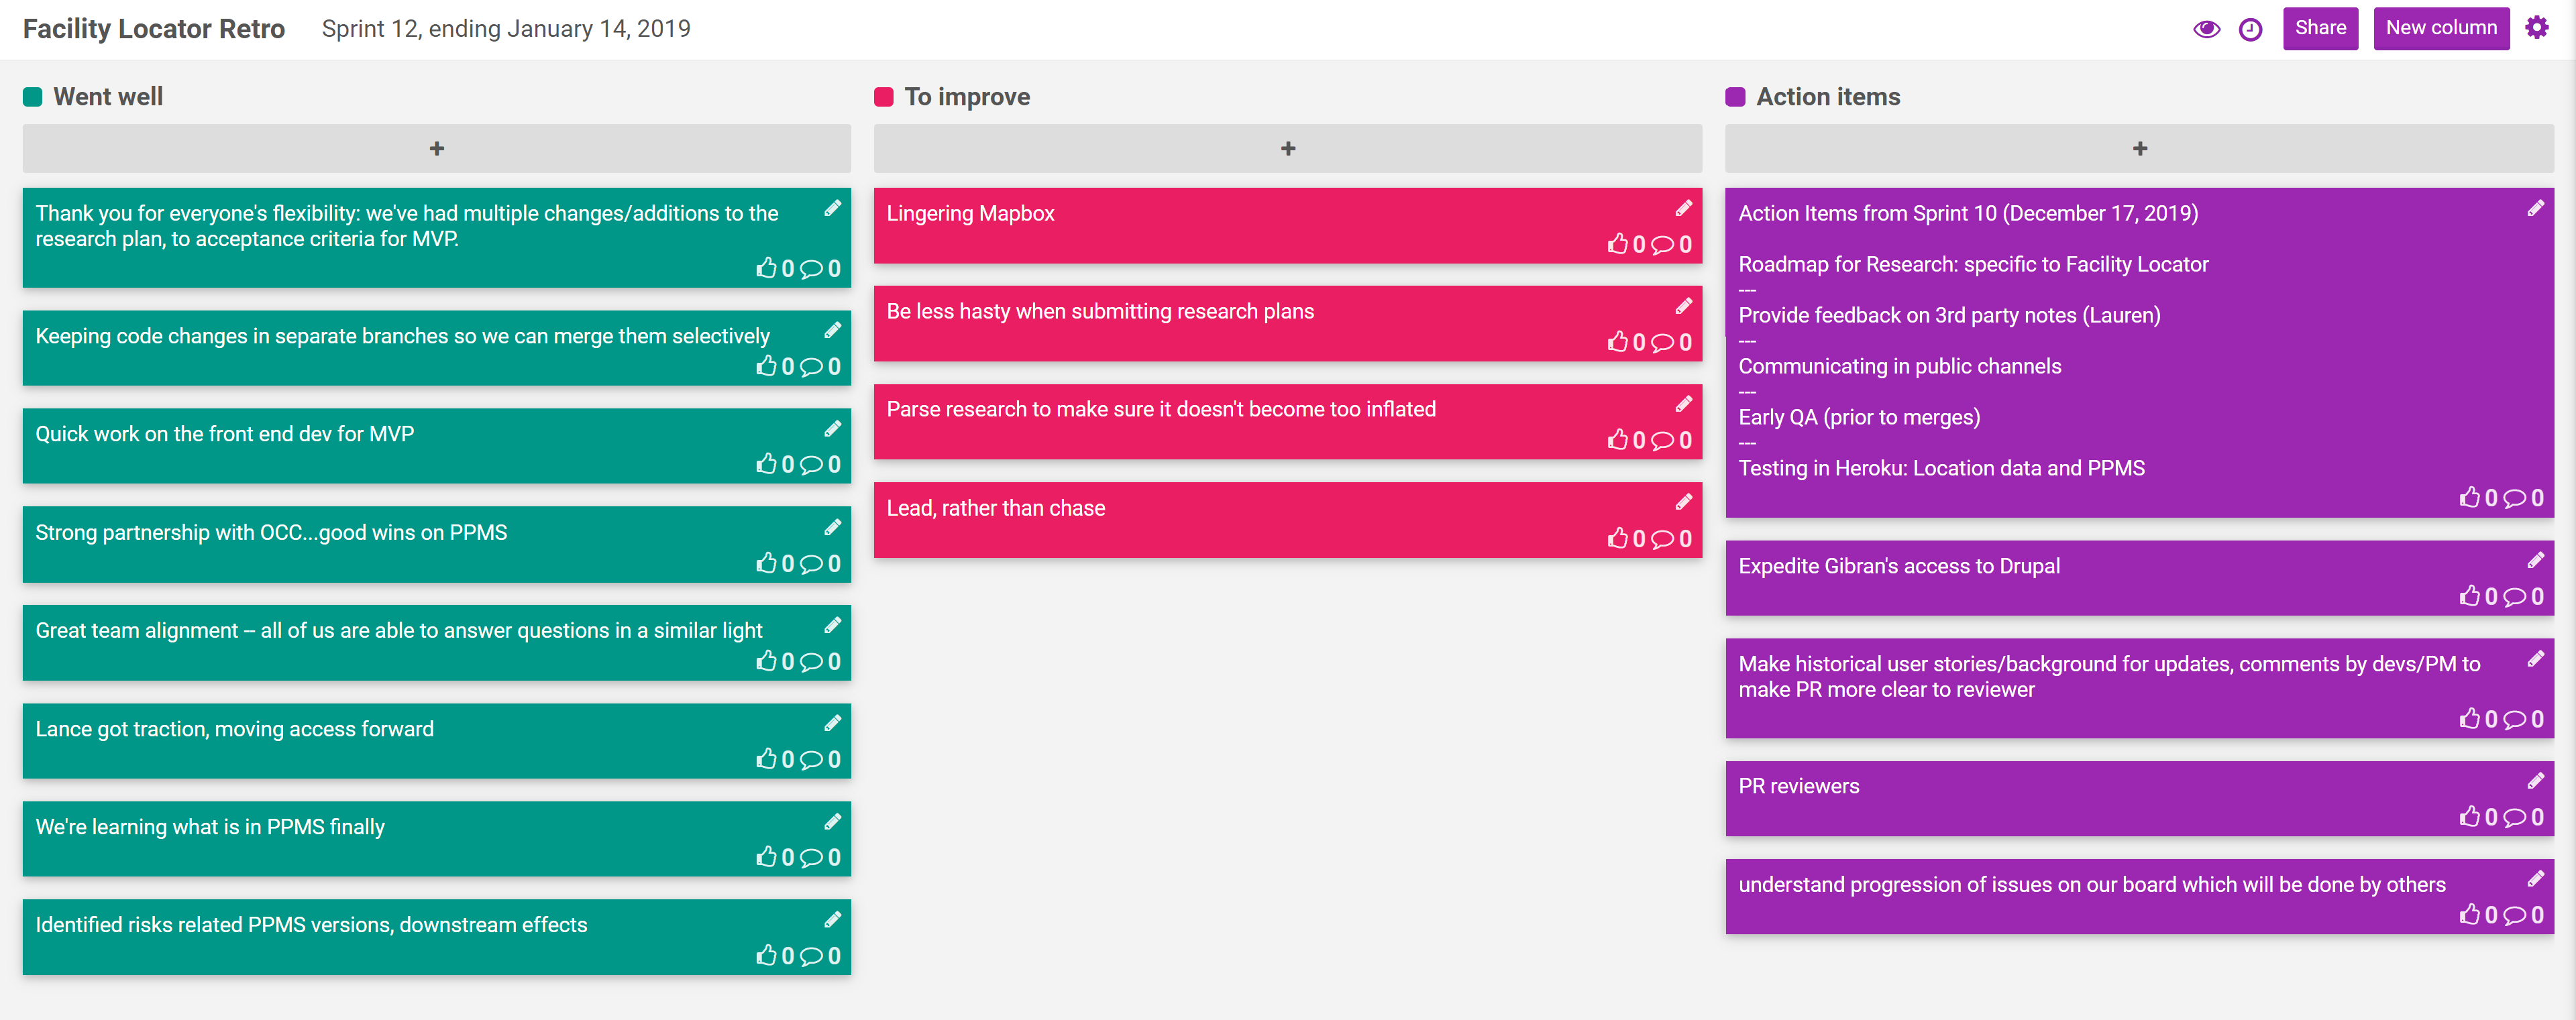 Facility Locator Retro Sprint 12, ending January 14, 2019
Share New column
Went well
+
Thank you for everyone's flexibility: we've had multiple changes/additions to the
research plan, to acceptance criteria for MVP.
0 0
Keeping code changes in separate branches so we can merge them selectively
0 0
Quick work on the front end dev for MVP
0 0
Strong partnership with OCC...good wins on PPMS
0 0
Great team alignment -- all of us are able to answer questions in a similar light
0 0
Lance got traction, moving access forward
0 0
We're learning what is in PPMS finally
0 0
Identified risks related PPMS versions, downstream effects
0 0
To improve
+
Lingering Mapbox
0 0
Be less hasty when submitting research plans
0 0
Parse research to make sure it doesn't become too inflated
0 0
Lead, rather than chase
0 0
Action items
+
Action Items from Sprint 10 (December 17, 2019)
Roadmap for Research: specific to Facility Locator
---
Provide feedback on 3rd party notes (Lauren)
---
Communicating in public channels
---
Early QA (prior to merges)
---
Testing in Heroku: Location data and PPMS
0 0
Expedite Gibran's access to Drupal
0 0
Make historical user stories/background for updates, comments by devs/PM to
make PR more clear to reviewer
0 0
PR reviewers
0 0
understand progression of issues on our board which will be done by others
0 0